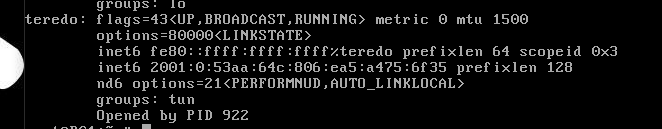 groups: lo
teredo: flags=43<UP,BROADCAST,RUNNING> metric 0 mtu 1500
options=80000<LINKSTATE>
inet6 fe80::ffff:ffff:ffff%teredo prefixlen 64 scopeid 0x3
inet6 2001:0:53aa:64c:806:ea5:a475:6f35 prefixlen 128
nd6 options=21<PERFORMNUD,AUTO_LINKLOCAL>
groups: tun
Opened by PID 922